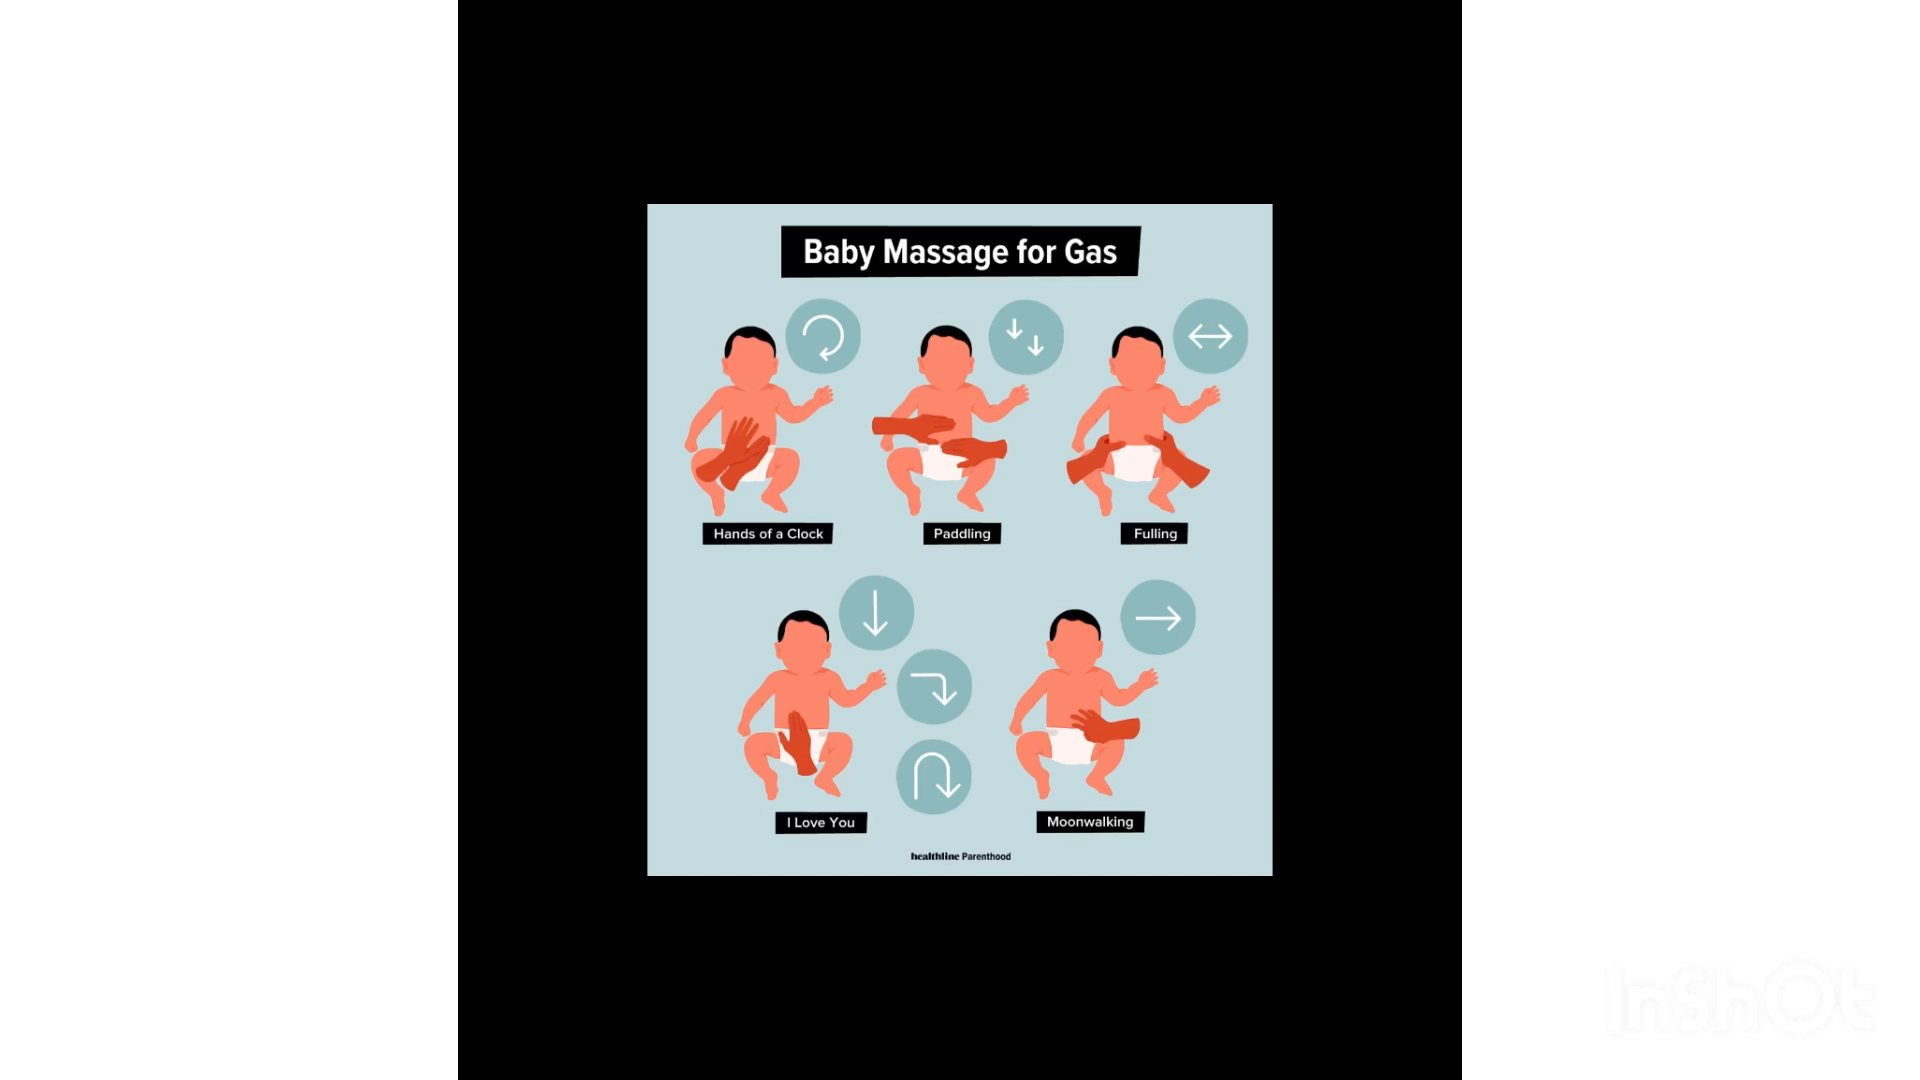 Baby Massage for Gas
Hands of a Clock
Paddling
Fulling
I Love You
Moonwalking
healthline Parenthood
InShOt